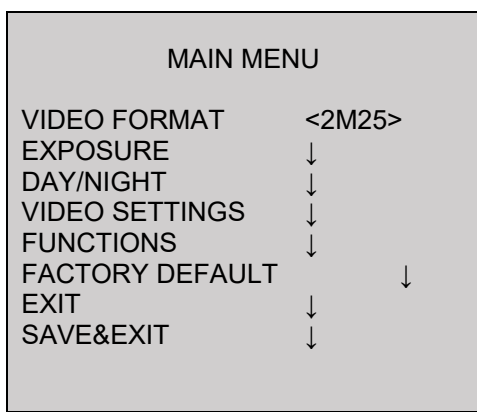 MAIN MENU
VIDEO FORMAT <2M25>
EXPOSURE ↓
DAY/NIGHT ↓
VIDEO SETTINGS ↓
FUNCTIONS ↓
FACTORY DEFAULT ↓
EXIT ↓
SAVE&EXIT ↓